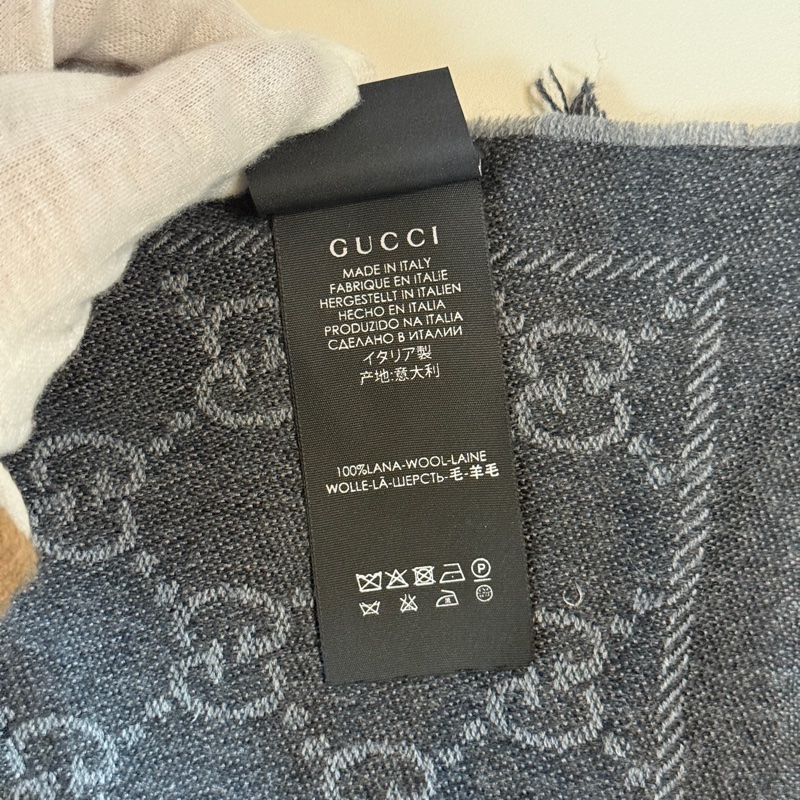 GUCCI
MADE IN ITALY
FABRIQUE EN ITALIE
HERGESTELLT IN ITALIEN
HECHO EN ITALIA
PRODUZIDO NA ITALIA
СДЕЛАНО В ИТАЛИИ
イタリア製
产地:意大利
100%LANA-WOOL-LAINE
WOLLE-LÃ-ШЕРСТЬ-毛-羊毛
P